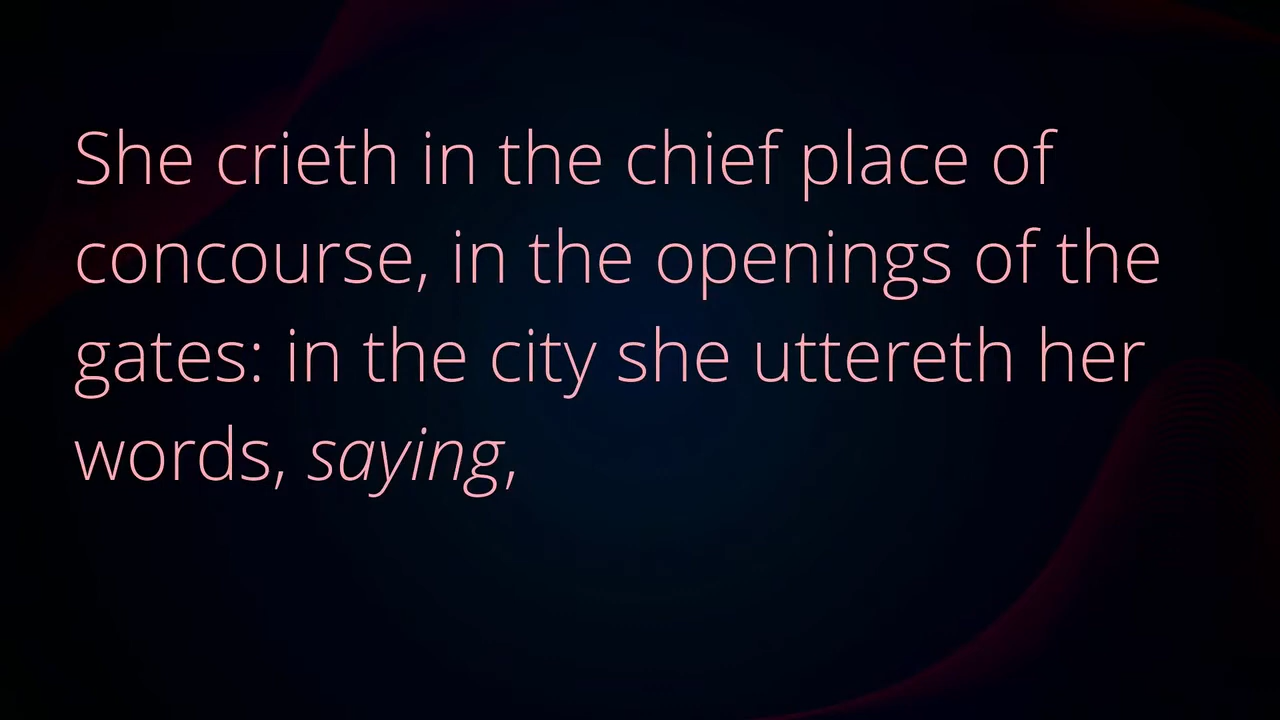 She crieth in the chief place of
concourse, in the openings of the
gates: in the city she uttereth her
words, saying,